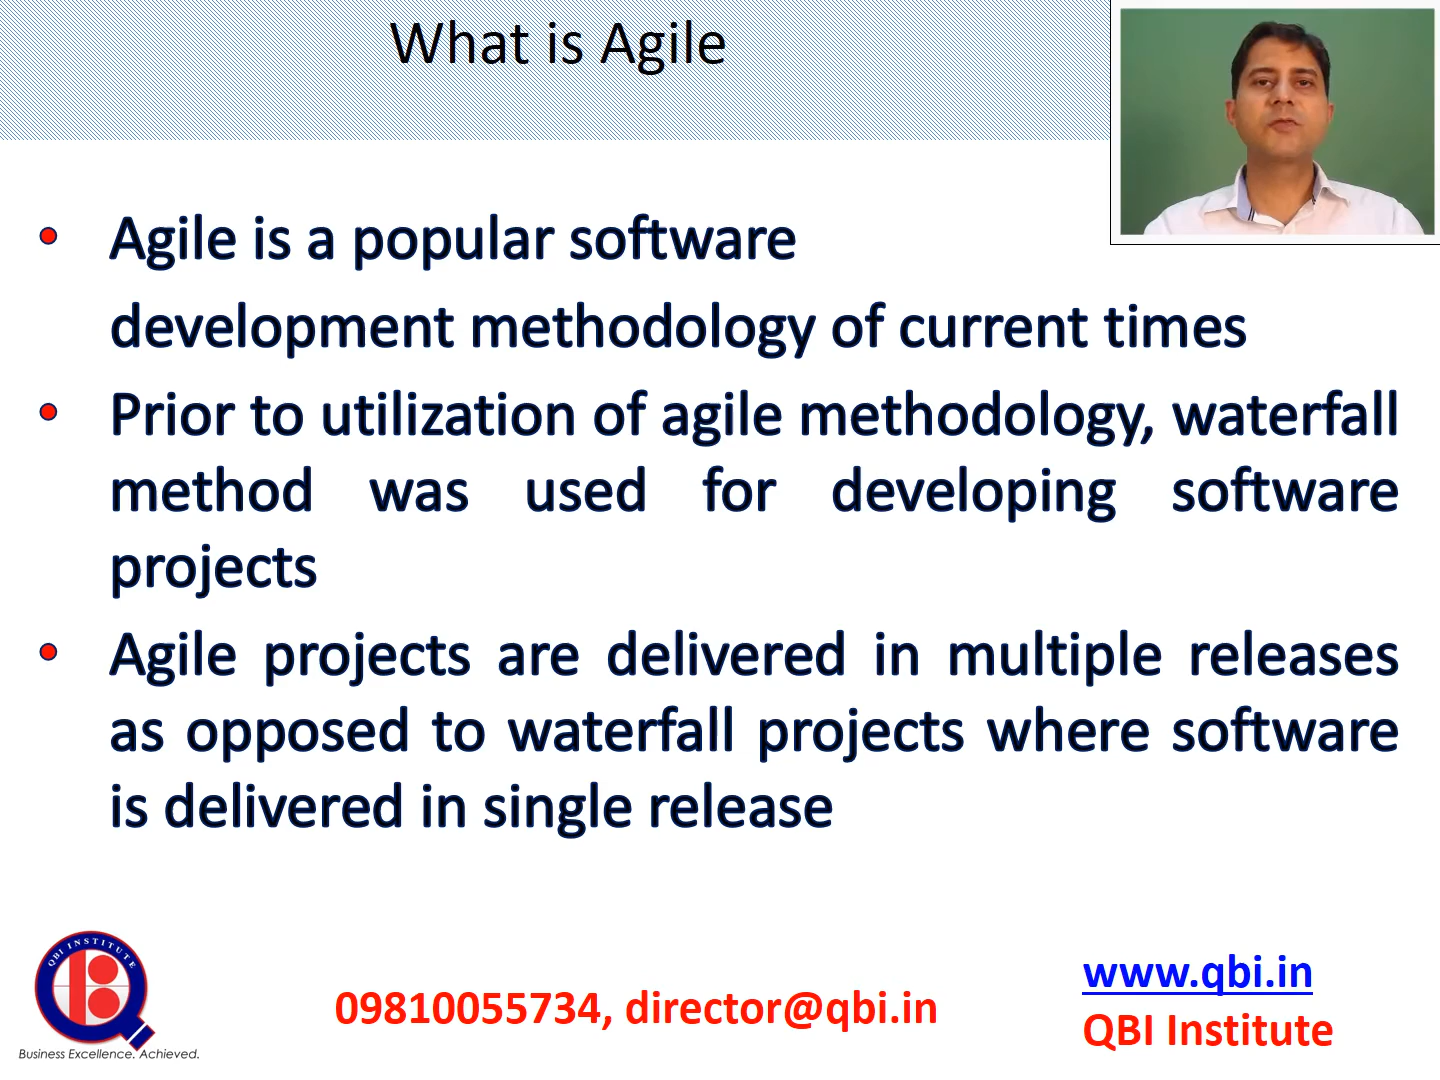 What is Agile
• Agile is a popular software
development methodology of current times
• Prior to utilization of agile methodology, waterfall
method was used for developing software
projects
• Agile projects are delivered in multiple releases
as opposed to waterfall projects where software
is delivered in single release
QBI INSTITUTE
Business Excellence. Achieved.
09810055734, director@qbi.in
www.qbi.in
QBI Institute